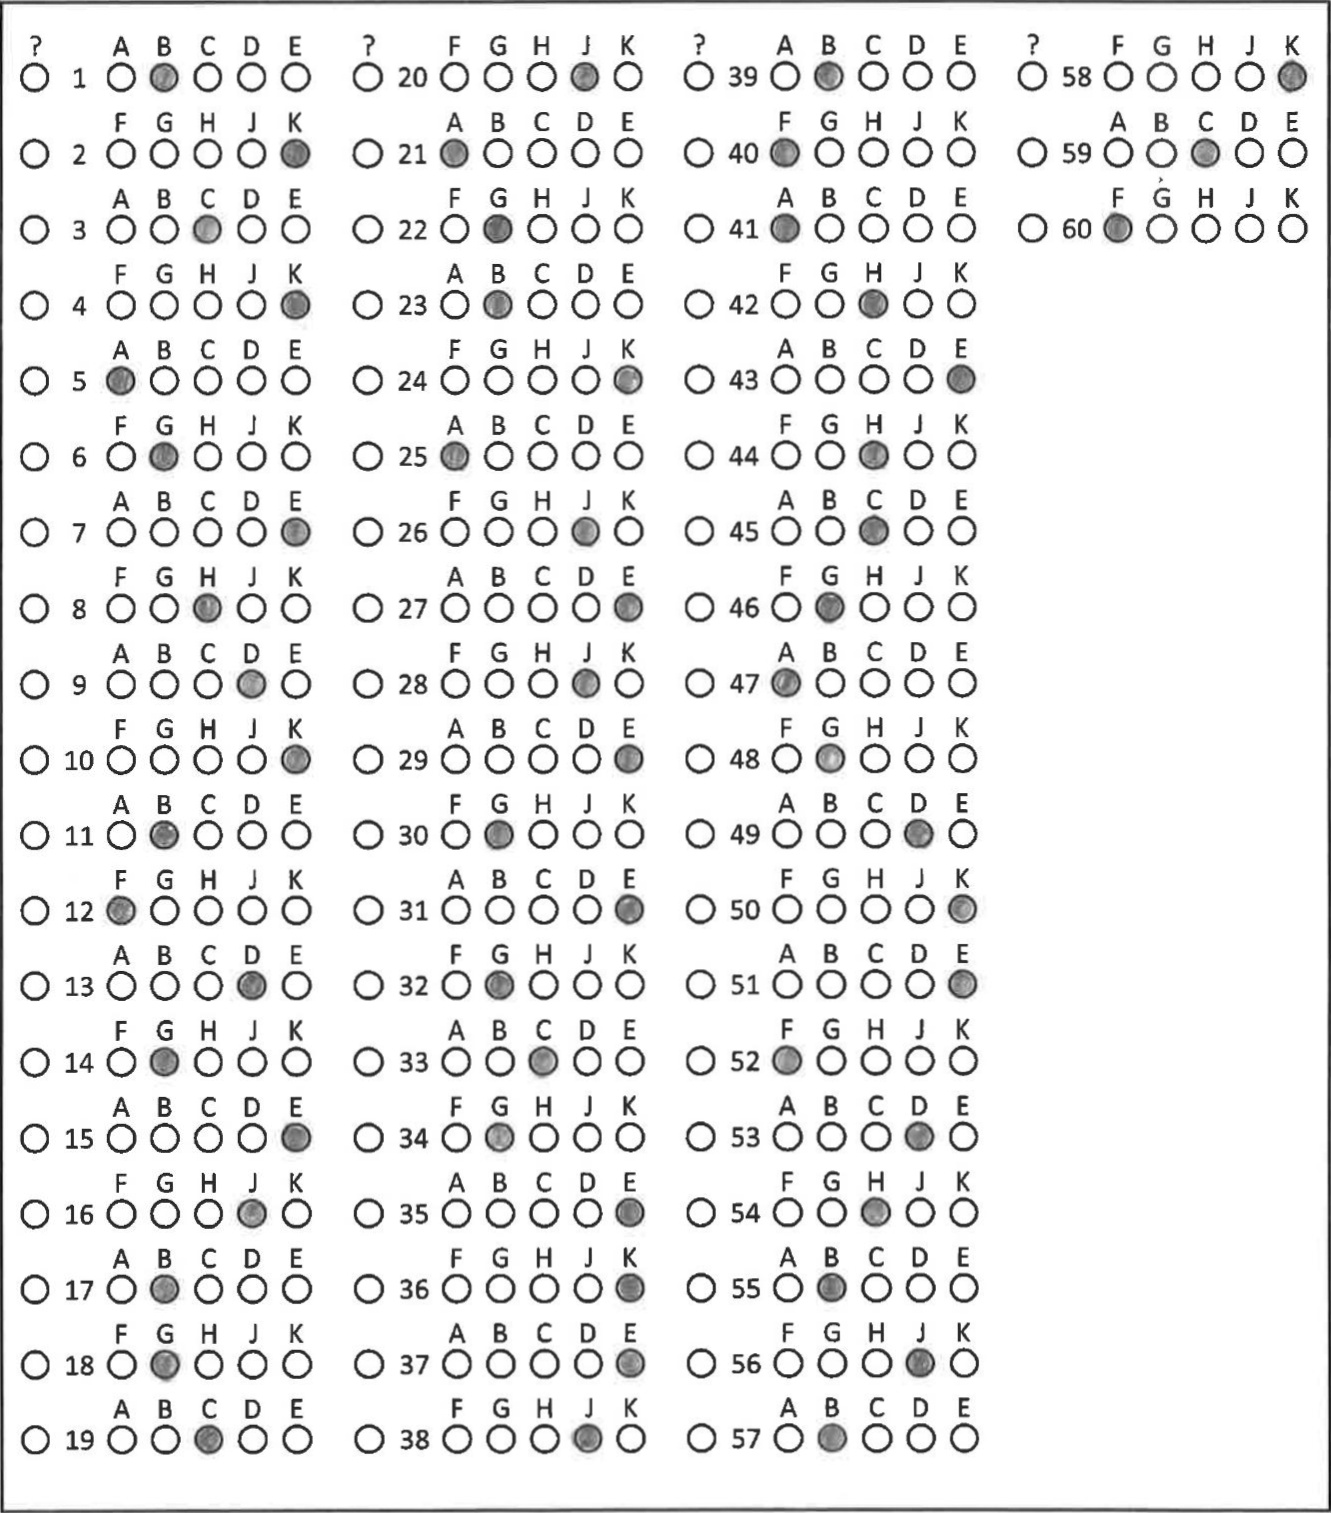 ? A B C D E
1
F G H J K
2
A B C D E
3
F G H J K
4
A B C D E
5
F G H J K
6
A B C D E
7
F G H J K
8
A B C D E
9
F G H J K
10
A B C D E
11
F G H J K
12
A B C D E
13
F G H J K
14
A B C D E
15
F G H J K
16
A B C D E
17
F G H J K
18
A B C D E
19
? F G H J K
20
A B C D E
21
F G H J K
22
A B C D E
23
F G H J K
24
A B C D E
25
F G H J K
26
A B C D E
27
F G H J K
28
A B C D E
29
F G H J K
30
A B C D E
31
F G H J K
32
A B C D E
33
F G H J K
34
A B C D E
35
F G H J K
36
A B C D E
37
F G H J K
38
? A B C D E
39
F G H J K
40
A B C D E
41
F G H J K
42
A B C D E
43
F G H J K
44
A B C D E
45
F G H J K
46
A B C D E
47
F G H J K
48
A B C D E
49
F G H J K
50
A B C D E
51
F G H J K
52
A B C D E
53
F G H J K
54
A B C D E
55
F G H J K
56
A B C D E
57
? F G H J K
58
A B C D E
59
F G H J K
60